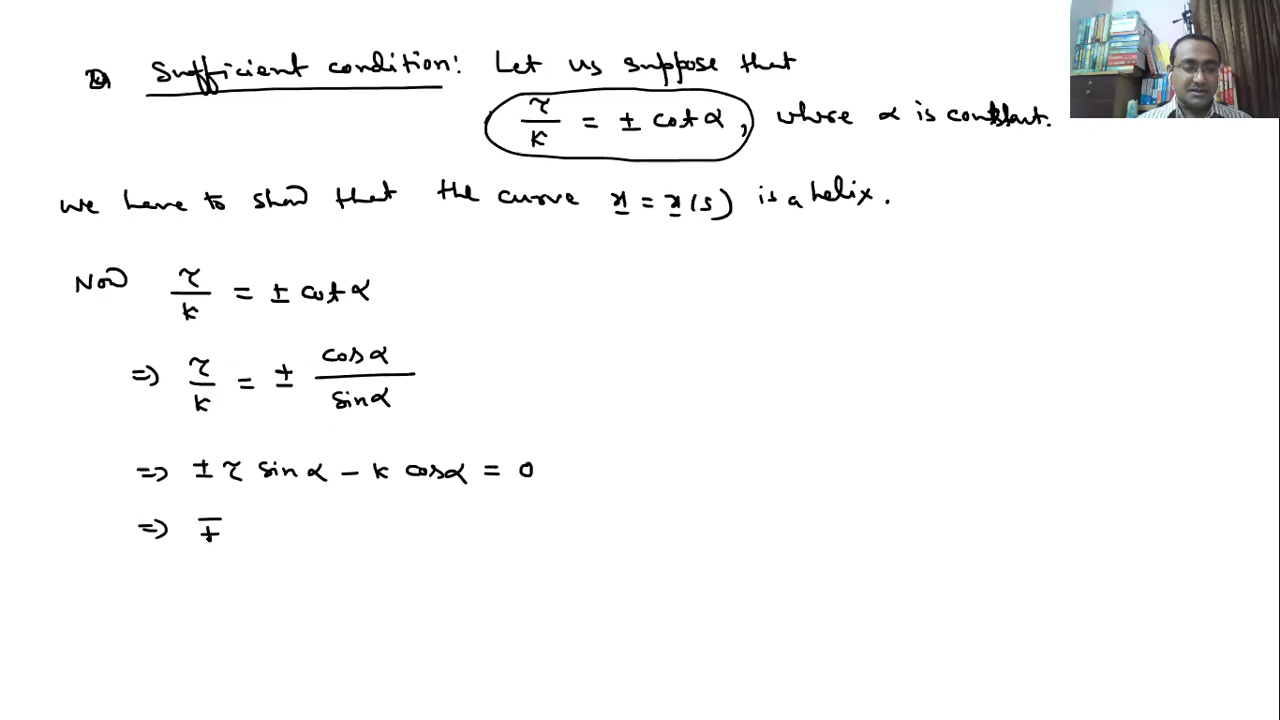 Sufficient condition: Let us suppose that
τ/κ = ± cot α, where α is constant.
We have to show that the curve r = r(s) is a helix.
Now τ/κ = ± cot α
=> τ/κ = ± cos α / sin α
=> ± τ sin α − κ cos α = 0
=> ∓